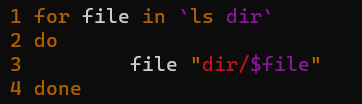 1 for file in `ls dir`
2 do
3         file "dir/$file"
4 done